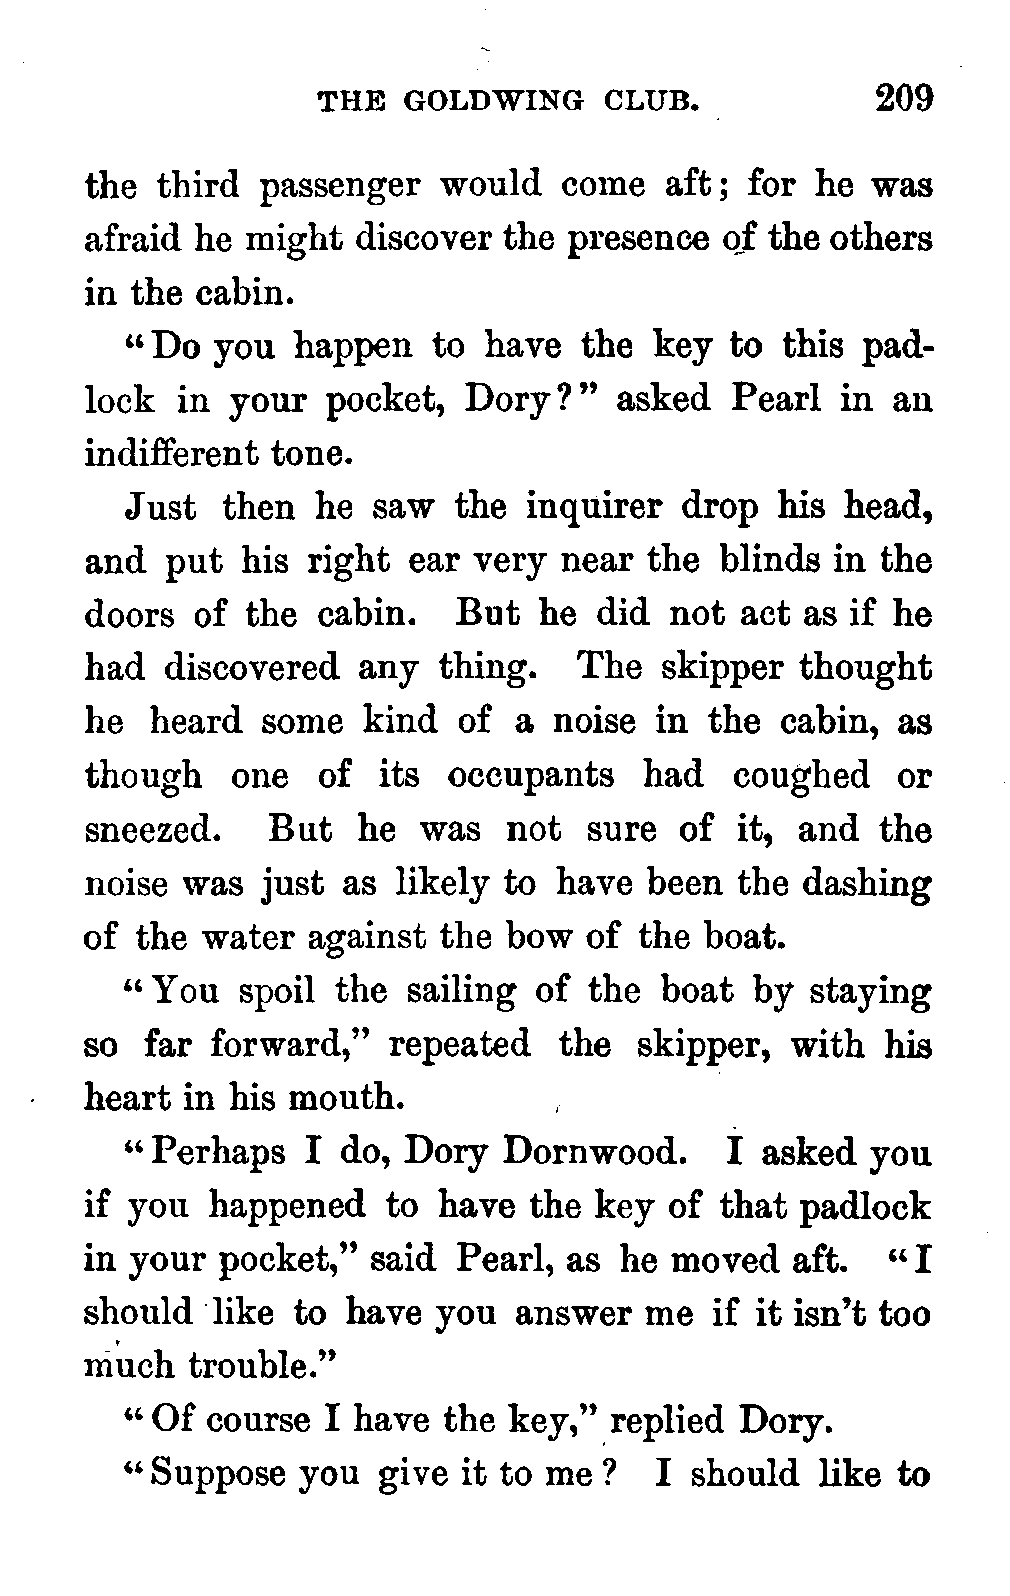 THE GOLDWING CLUB. 209
the third passenger would come aft; for he was
afraid he might discover the presence of the others
in the cabin.
“Do you happen to have the key to this pad-
lock in your pocket, Dory?” asked Pearl in an
indifferent tone.
Just then he saw the inquirer drop his head,
and put his right ear very near the blinds in the
doors of the cabin. But he did not act as if he
had discovered any thing. The skipper thought
he heard some kind of a noise in the cabin, as
though one of its occupants had coughed or
sneezed. But he was not sure of it, and the
noise was just as likely to have been the dashing
of the water against the bow of the boat.
“You spoil the sailing of the boat by staying
so far forward,” repeated the skipper, with his
heart in his mouth.
“Perhaps I do, Dory Dornwood. I asked you
if you happened to have the key of that padlock
in your pocket,” said Pearl, as he moved aft. “I
should like to have you answer me if it isn’t too
much trouble.”
“Of course I have the key,” replied Dory.
“Suppose you give it to me? I should like to